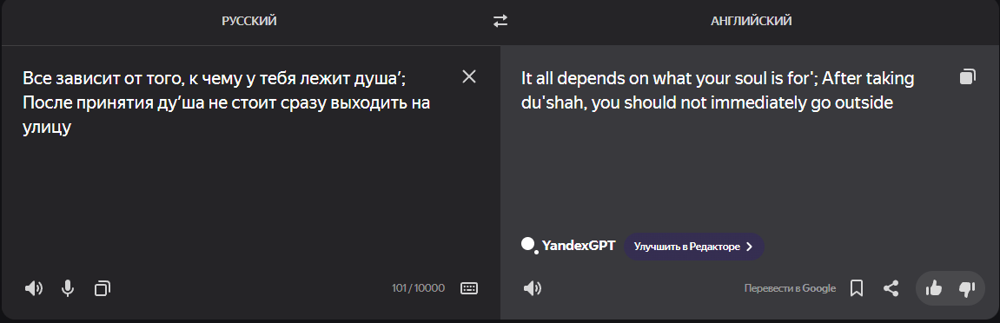 РУССКИЙ
АНГЛИЙСКИЙ
Все зависит от того, к чему у тебя лежит душа′;
После принятия ду′ша не стоит сразу выходить на
улицу
It all depends on what your soul is for'; After taking
du'shah, you should not immediately go outside
YandexGPT
Улучшить в Редакторе
101 / 10000
Перевести в Google